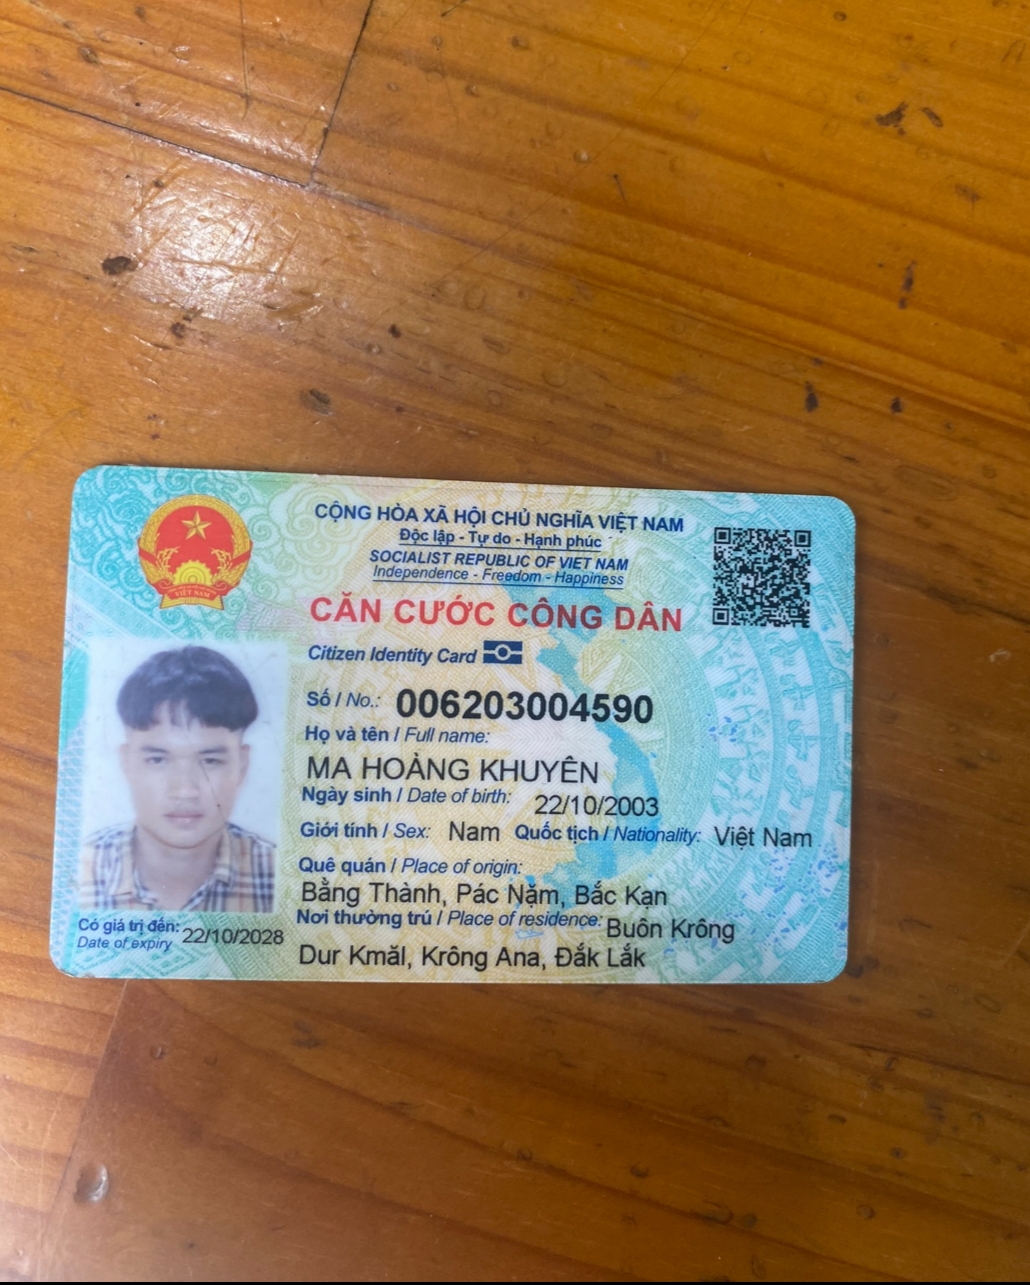 CỘNG HÒA XÃ HỘI CHỦ NGHĨA VIỆT NAM
Độc lập - Tự do - Hạnh phúc
SOCIALIST REPUBLIC OF VIET NAM
Independence - Freedom - Happiness
CĂN CƯỚC CÔNG DÂN
Citizen Identity Card
Số / No.: 006203004590
Họ và tên / Full name:
MA HOÀNG KHUYÊN
Ngày sinh / Date of birth: 22/10/2003
Giới tính / Sex: Nam Quốc tịch / Nationality: Việt Nam
Quê quán / Place of origin:
Bằng Thành, Pác Nặm, Bắc Kạn
Nơi thường trú / Place of residence: Buôn Krông
Dur Kmăl, Krông Ana, Đắk Lắk
Có giá trị đến: 22/10/2028
Date of expiry
VIỆT NAM